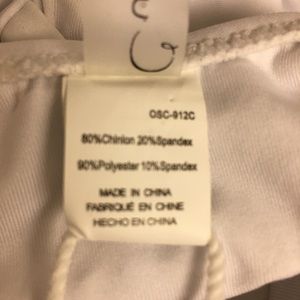 OSC-912C
80%Chinlon 20%Spandex
90%Polyester 10%Spandex
MADE IN CHINA
FABRIQUÉ EN CHINE
HECHO EN CHINA